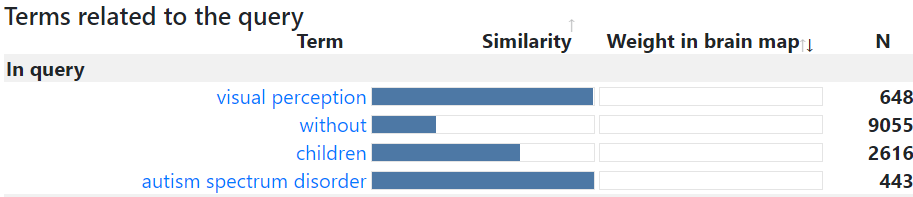 Terms related to the query
Term Similarity Weight in brain map N
In query
visual perception 648
without 9055
children 2616
autism spectrum disorder 443